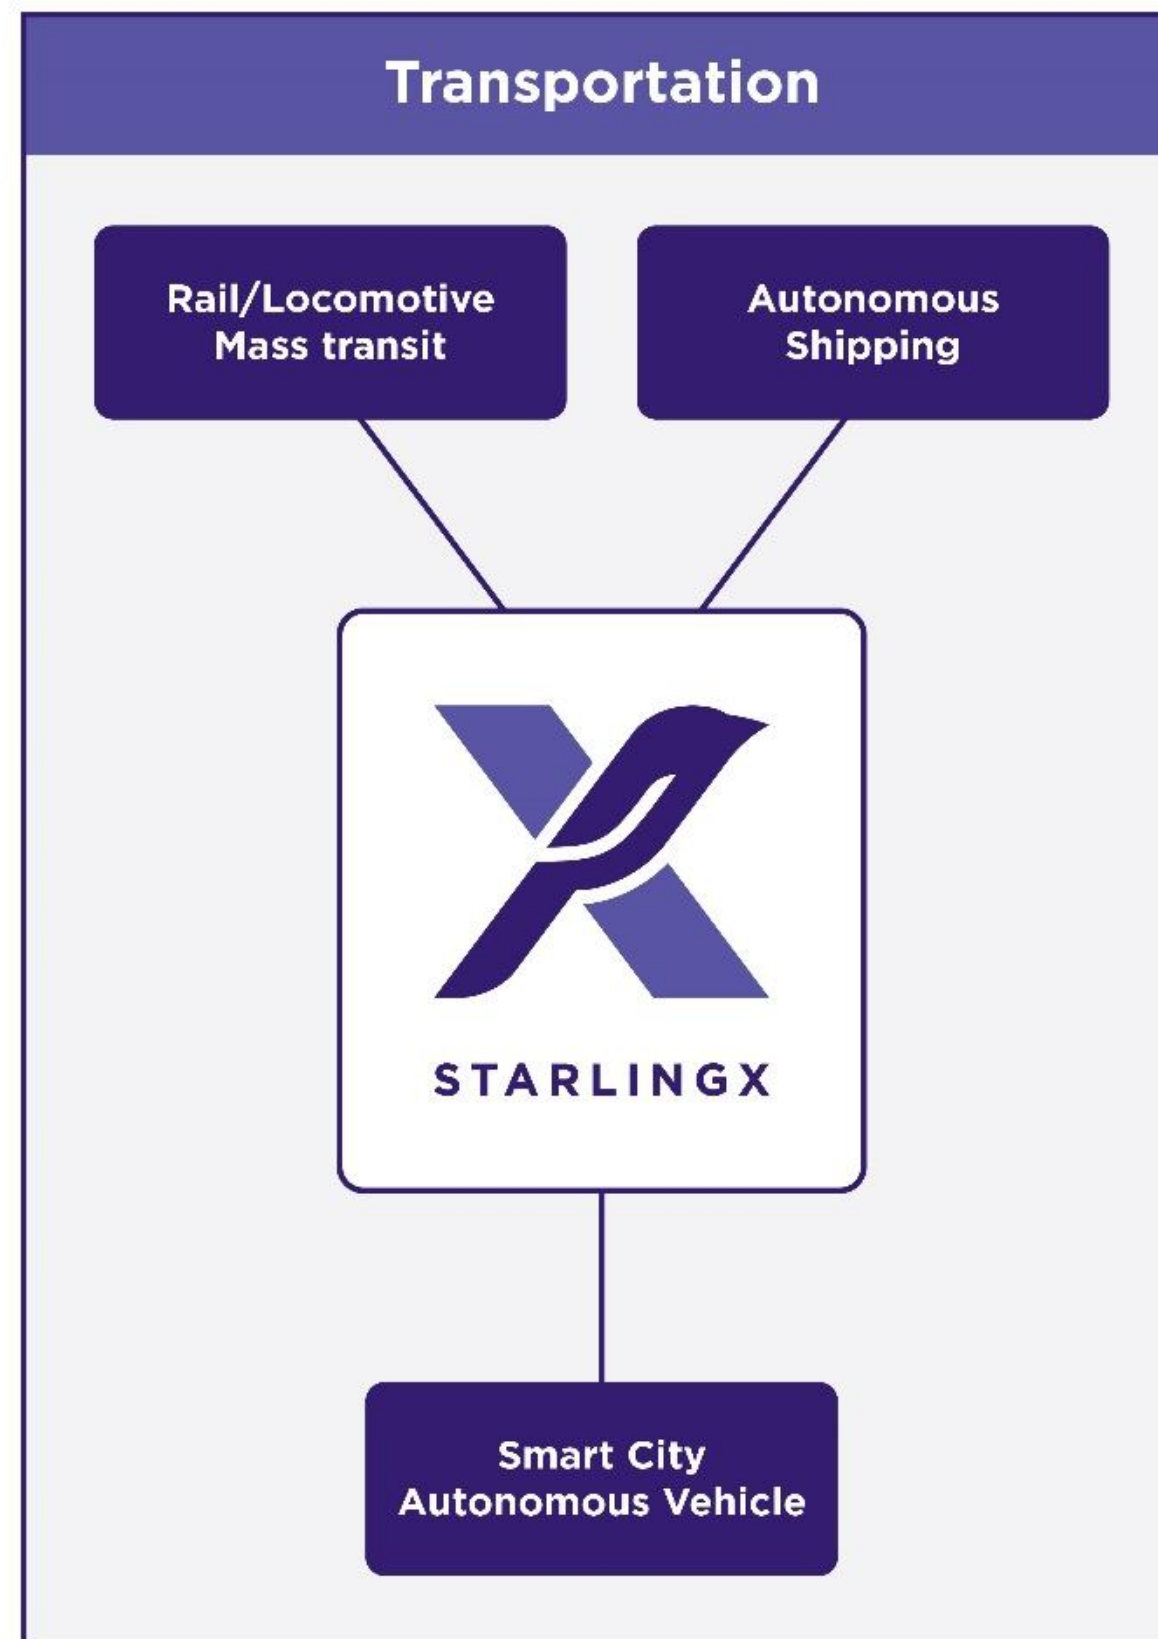 Transportation
Rail/Locomotive
Mass transit
Autonomous
Shipping
STARLINGX
Smart City
Autonomous Vehicle